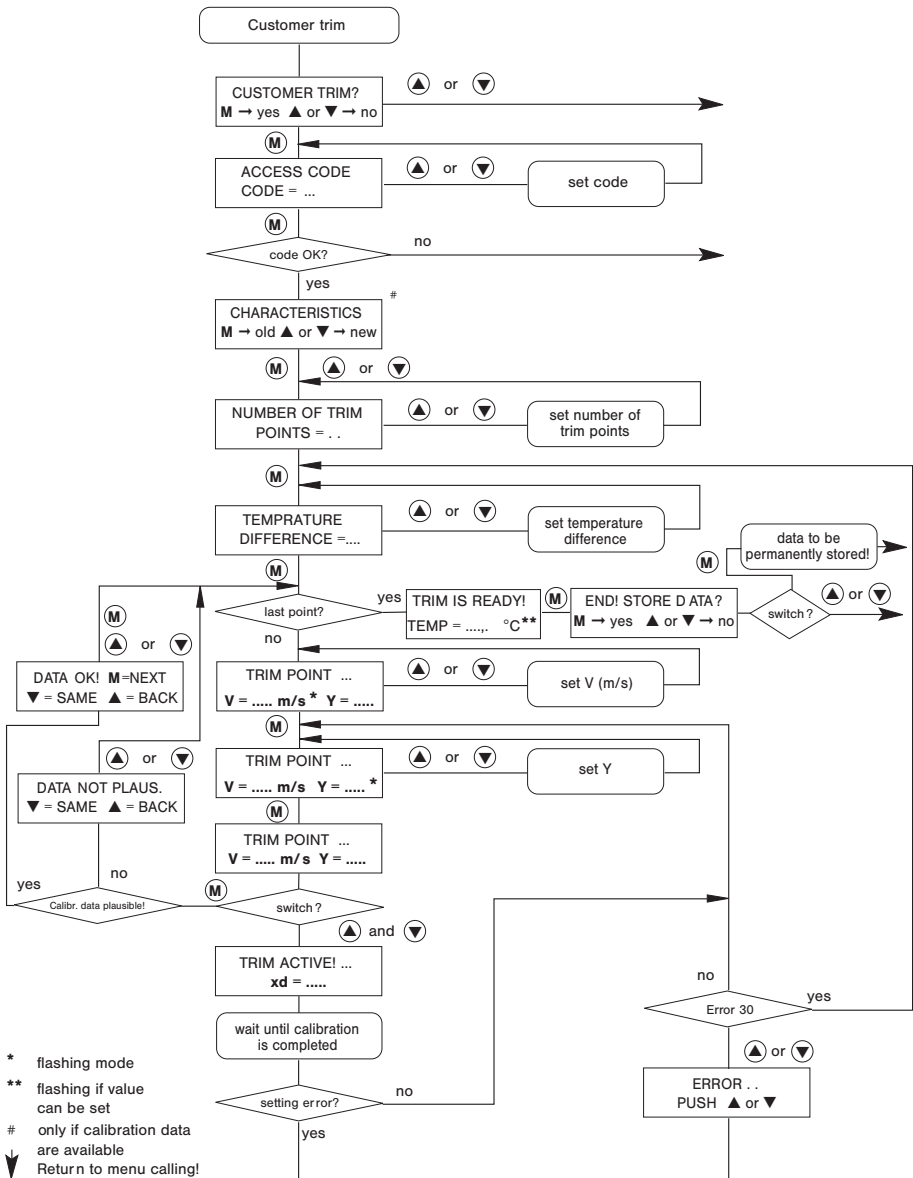 Customer trim
▲ or ▼
CUSTOMER TRIM?
M → yes ▲ or ▼ → no
M
ACCESS CODE
CODE = ...
▲ or ▼
set code
M
code OK?
no
yes
#
CHARACTERISTICS
M → old ▲ or ▼ → new
M ▲ or ▼
NUMBER OF TRIM
POINTS = . .
▲ or ▼
set number of
trim points
M
TEMPRATURE
DIFFERENCE =....
▲ or ▼
set temperature
difference
data to be
permanently stored!
M
M
last point?
yes
TRIM IS READY!
TEMP = ....,. °C**
M
END! STORE DATA?
M → yes ▲ or ▼ → no
switch ?
▲ or ▼
no
M
▲ or ▼
DATA OK! M=NEXT
▼ = SAME ▲ = BACK
TRIM POINT ...
V = ..... m/s * Y = .....
▲ or ▼
set V (m/s)
M
▲ or ▼
DATA NOT PLAUS.
▼ = SAME ▲ = BACK
TRIM POINT ...
V = ..... m/s Y = ..... *
▲ or ▼
set Y
M
TRIM POINT ...
V = ..... m/s Y = .....
yes
no
Calibr. data plausible!
M
switch ?
▲ and ▼
TRIM ACTIVE! ...
xd = .....
wait until calibration
is completed
setting error?
no
yes
no
Error 30
yes
▲ or ▼
ERROR . .
PUSH ▲ or ▼
* flashing mode
** flashing if value
can be set
# only if calibration data
are available
Return to menu calling!